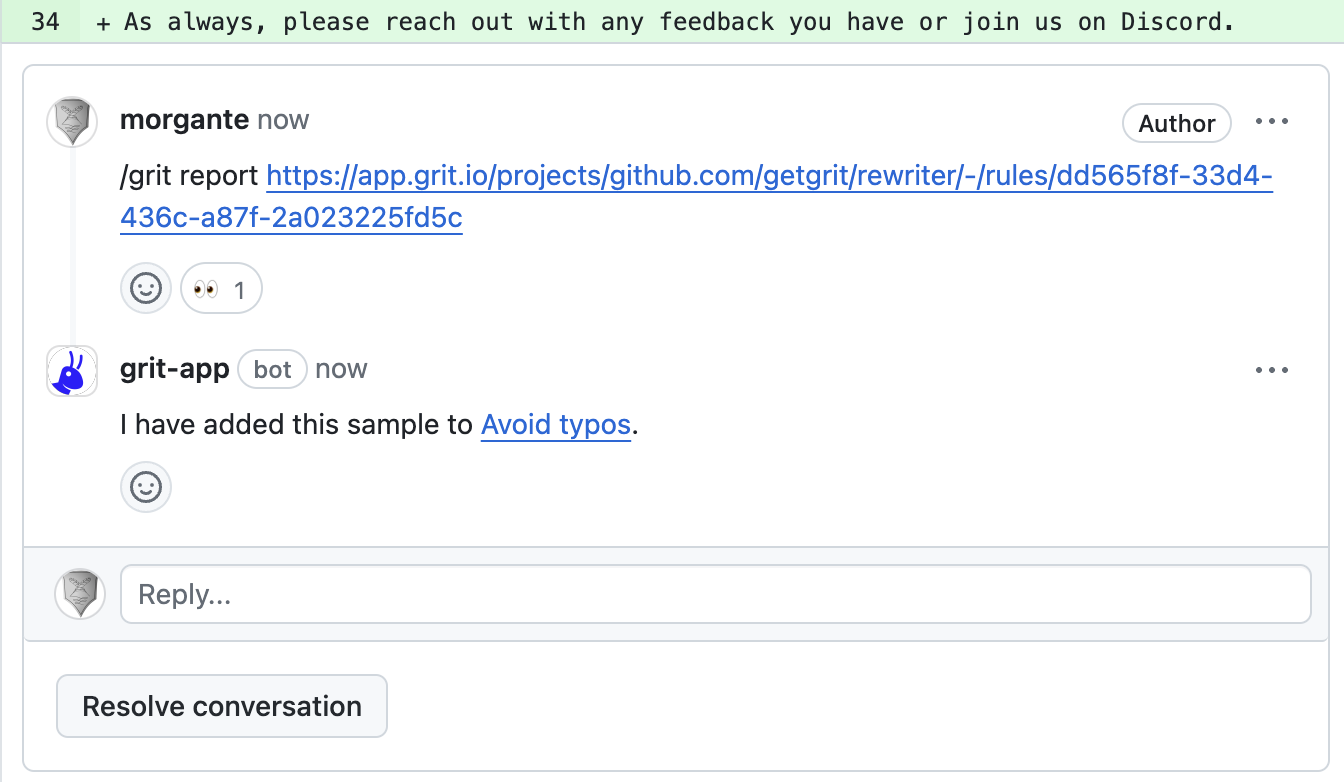 34 + As always, please reach out with any feedback you have or join us on Discord.
morgante now Author
/grit report https://app.grit.io/projects/github.com/getgrit/rewriter/-/rules/dd565f8f-33d4-
436c-a87f-2a023225fd5c
👀 1
grit-app bot now
I have added this sample to Avoid typos.
Reply...
Resolve conversation